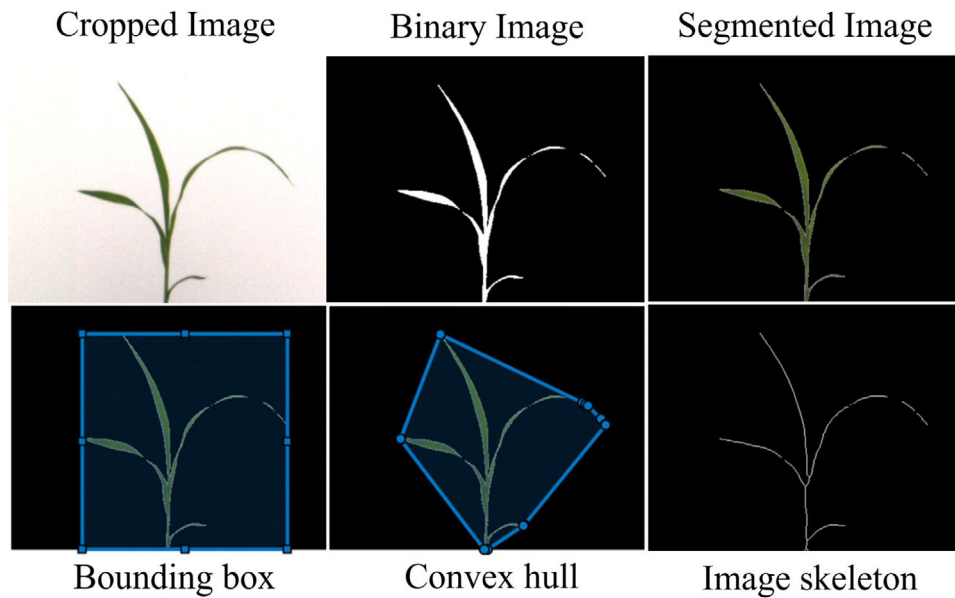 Cropped Image
Binary Image
Segmented Image
Bounding box
Convex hull
Image skeleton